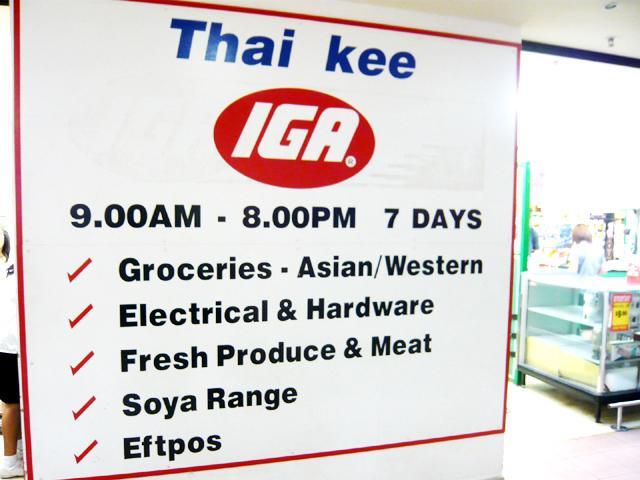 Thai kee
IGA®
9.00AM - 8.00PM 7 DAYS
Groceries - Asian/Western
Electrical & Hardware
Fresh Produce & Meat
Soya Range
Eftpos